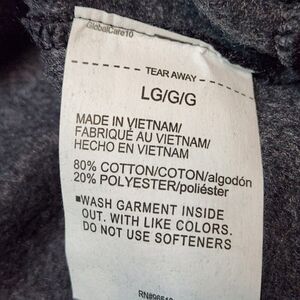 GlobalCare10
TEAR AWAY
LG/G/G
MADE IN VIETNAM/
FABRIQUÉ AU VIETNAM/
HECHO EN VIETNAM
80% COTTON/COTON/algodón
20% POLYESTER/poliéster
▪WASH GARMENT INSIDE
OUT. WITH LIKE COLORS.
DO NOT USE SOFTENERS